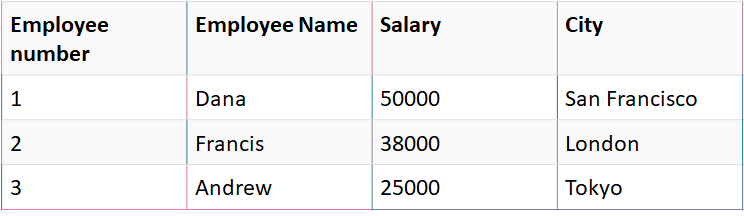 Employee number Employee Name Salary City
1 Dana 50000 San Francisco
2 Francis 38000 London
3 Andrew 25000 Tokyo